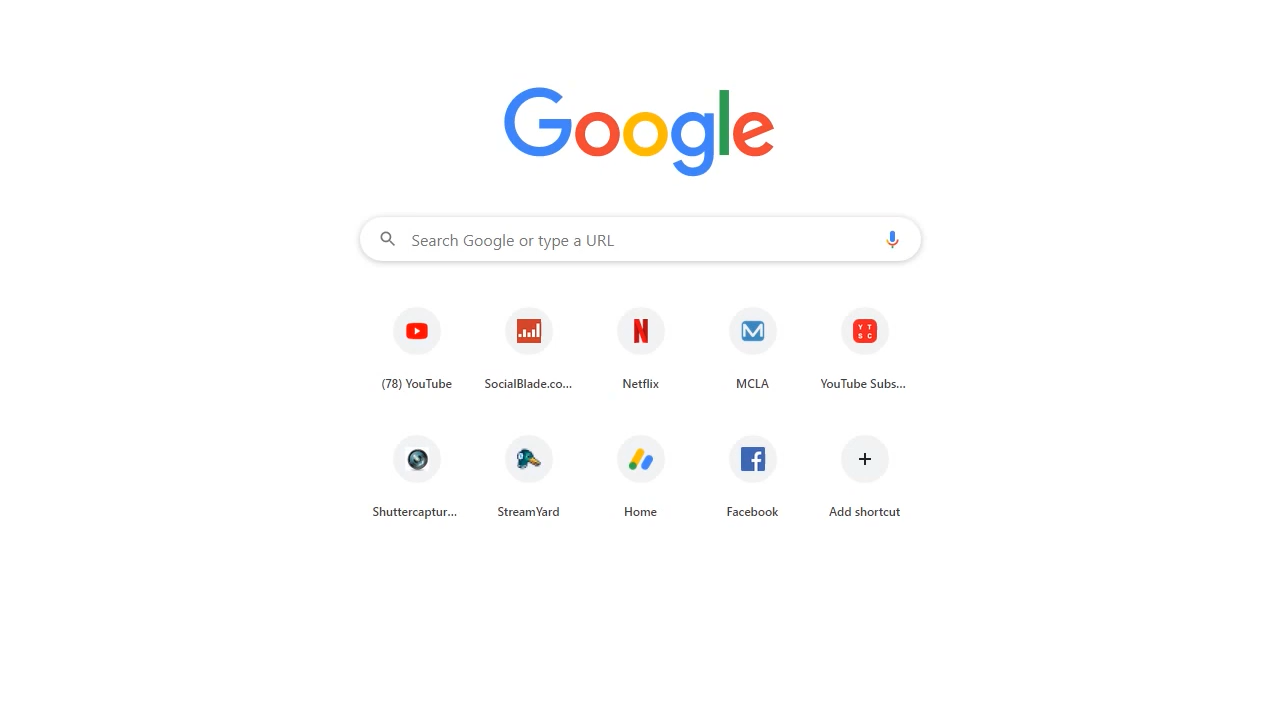 Google
Search Google or type a URL
(78) YouTube
SocialBlade.co...
Netflix
MCLA
YouTube Subs...
Shuttercaptur...
StreamYard
Home
Facebook
Add shortcut